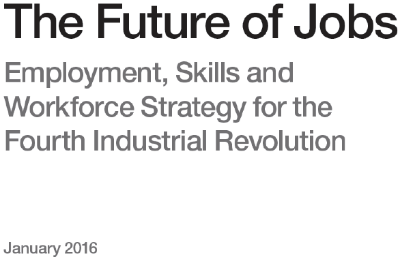 The Future of Jobs
Employment, Skills and
Workforce Strategy for the
Fourth Industrial Revolution
January 2016